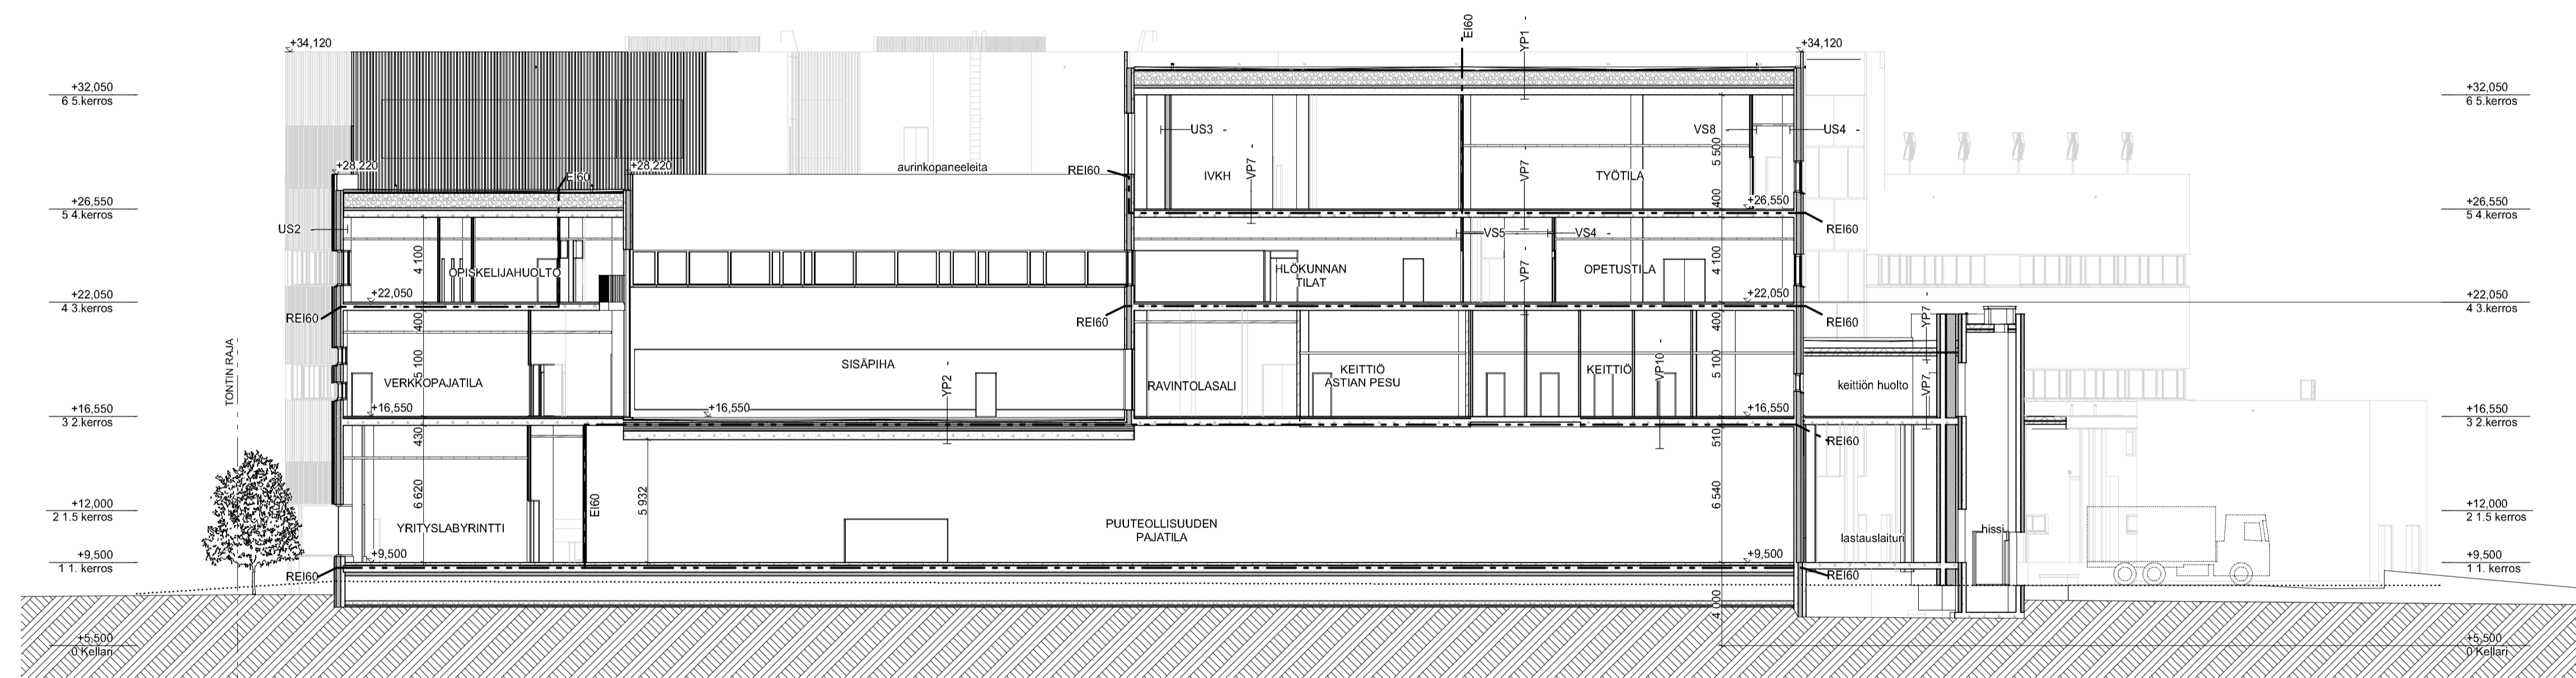 EI60
YP1 -
+34,120
+34,120
+32,050
6 5.kerros
+32,050
6 5.kerros
US3 -
VS8
US4 -
5 500
+28,220
+28,220
aurinkopaneeleita
REI60
EI60
IVKH
VP7 -
VP7 -
TYÖTILA
400
+26,550
5 4.kerros
+26,550
+26,550
5 4.kerros
US2
REI60
VS5
VS4 -
4 100
OPISKELIJAHUOLTO
HLÖKUNNAN
TILAT
VP7 -
OPETUSTILA
4 100
+22,050
4 3.kerros
+22,050
+22,050
+22,050
4 3.kerros
REI60
400
REI60
400
REI60
YP7 -
TONTIN RAJA
5 100
VERKKOPAJATILA
SISÄPIHA
YP2 -
RAVINTOLASALI
KEITTIÖ
ASTIAN PESU
KEITTIÖ
VP10 -
5 100
keittiön huolto
VP7 -
+16,550
3 2.kerros
+16,550
+16,550
+16,550
+16,550
3 2.kerros
430
510
REI60
6 620
EI60
5 932
6 540
+12,000
2 1.5 kerros
+12,000
2 1.5 kerros
YRITYSLABYRINTTI
PUUTEOLLISUUDEN
PAJATILA
lastauslaituri
hissi
+9,500
1 1. kerros
+9,500
+9,500
+9,500
1 1. kerros
REI60
REI60
4 000
+5,500
0 Kellari
+5,500
0 Kellari